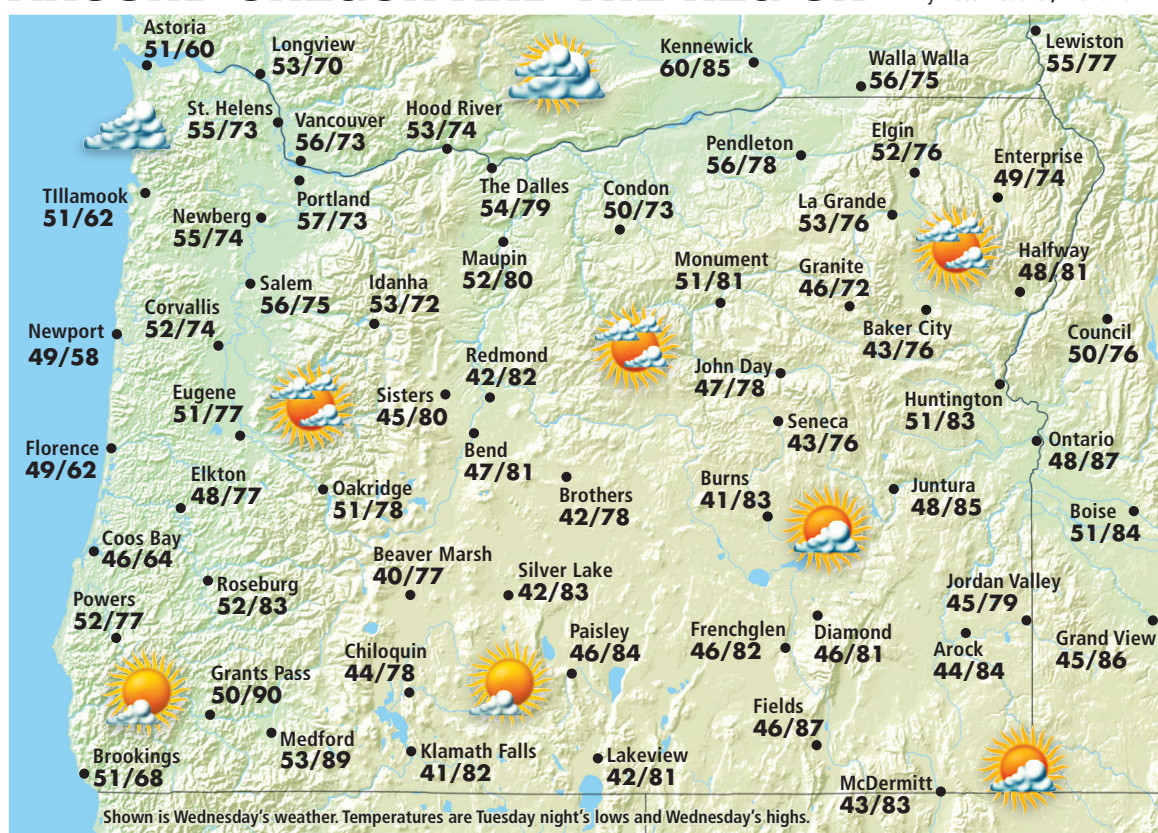 Astoria
51/60
Longview
53/70
Kennewick
60/85
Walla Walla
56/75
Lewiston
55/77
St. Helens
55/73
Vancouver
56/73
Hood River
53/74
Pendleton
56/78
Elgin
52/76
Enterprise
49/74
TIllamook
51/62
Newberg
55/74
Portland
57/73
The Dalles
54/79
Condon
50/73
La Grande
53/76
Maupin
52/80
Monument
51/81
Granite
46/72
Halfway
48/81
Salem
56/75
Idanha
53/72
Corvallis
52/74
Newport
49/58
Baker City
43/76
Council
50/76
Redmond
42/82
John Day
47/78
Eugene
51/77
Sisters
45/80
Huntington
51/83
Seneca
43/76
Florence
49/62
Bend
47/81
Ontario
48/87
Elkton
48/77
Oakridge
51/78
Brothers
42/78
Burns
41/83
Juntura
48/85
Boise
51/84
Coos Bay
46/64
Beaver Marsh
40/77
Silver Lake
42/83
Roseburg
52/83
Jordan Valley
45/79
Powers
52/77
Paisley
46/84
Frenchglen
46/82
Diamond
46/81
Arock
44/84
Grand View
45/86
Chiloquin
44/78
Grants Pass
50/90
Fields
46/87
Medford
53/89
Klamath Falls
41/82
Lakeview
42/81
Brookings
51/68
McDermitt
43/83
Shown is Wednesday's weather. Temperatures are Tuesday night's lows and Wednesday's highs.